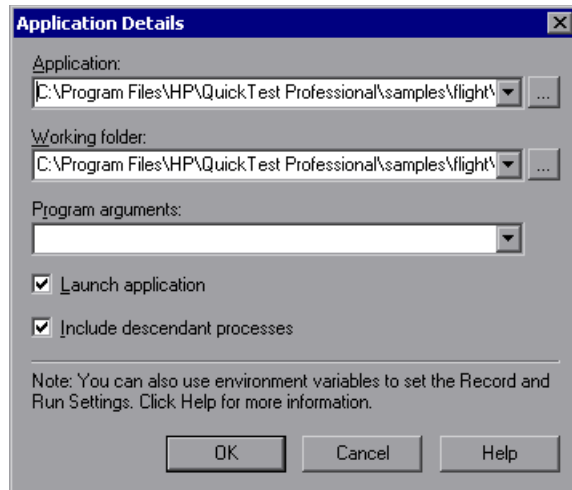 Application Details
Application:
C:\Program Files\HP\QuickTest Professional\samples\flight\
...
Working folder:
C:\Program Files\HP\QuickTest Professional\samples\flight\
...
Program arguments:
Launch application
Include descendant processes
Note: You can also use environment variables to set the Record and
Run Settings. Click Help for more information.
OK Cancel Help